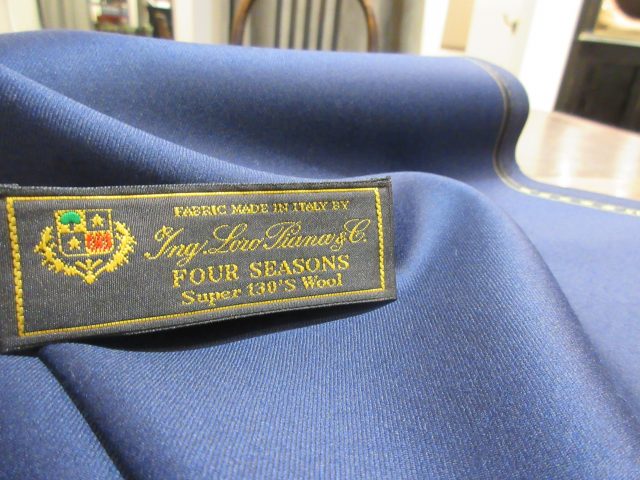 FABRIC MADE IN ITALY BY
Ing. Loro Piana & C.
FOUR SEASONS
Super 130'S Wool